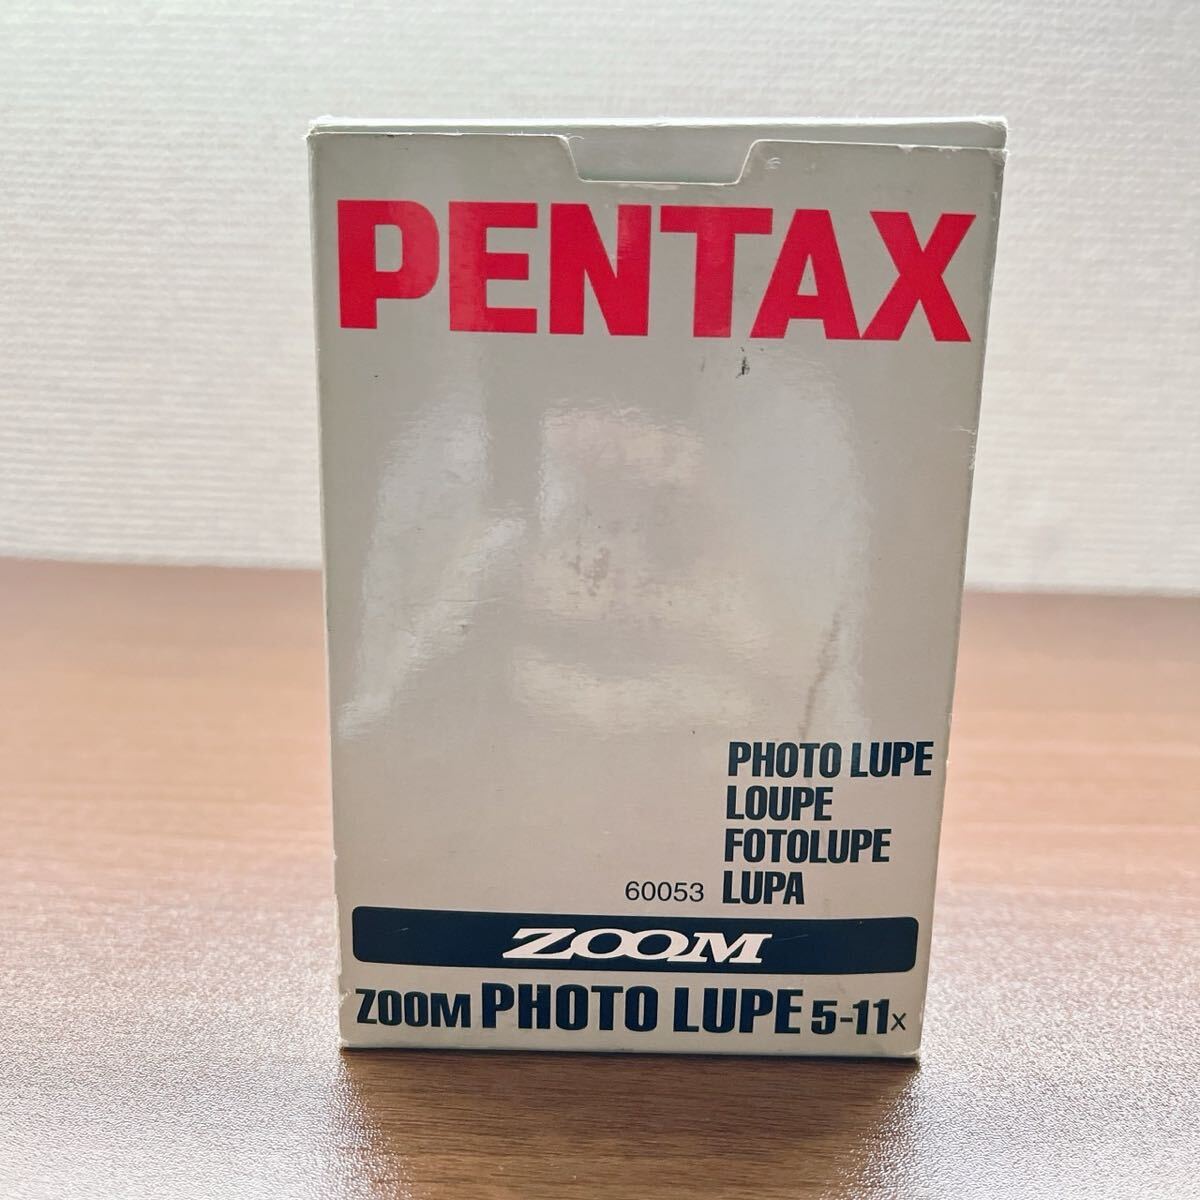 PENTAX
PHOTO LUPE
LOUPE
FOTOLUPE
60053 LUPA
ZOOM
ZOOM PHOTO LUPE 5-11x